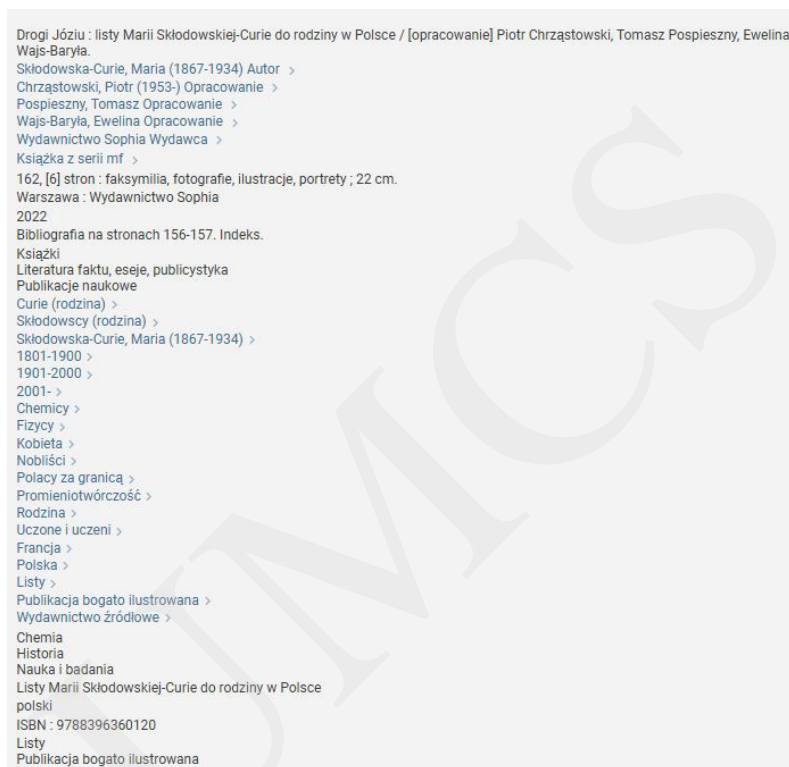 Drogi Józiu : listy Marii Skłodowskiej-Curie do rodziny w Polsce / [opracowanie] Piotr Chrząstowski, Tomasz Pospieszny, Ewelina
Wajs-Baryła.
Skłodowska-Curie, Maria (1867-1934) Autor >
Chrząstowski, Piotr (1953-) Opracowanie >
Pospieszny, Tomasz Opracowanie >
Wajs-Baryła, Ewelina Opracowanie >
Wydawnictwo Sophia Wydawca >
Książka z serii mf >
162, [6] stron : faksymilia, fotografie, ilustracje, portrety ; 22 cm.
Warszawa : Wydawnictwo Sophia
2022
Bibliografia na stronach 156-157. Indeks.
Książki
Literatura faktu, eseje, publicystyka
Publikacje naukowe
Curie (rodzina) >
Skłodowscy (rodzina) >
Skłodowska-Curie, Maria (1867-1934) >
1801-1900 >
1901-2000 >
2001- >
Chemicy >
Fizycy >
Kobieta >
Nobliści >
Polacy za granicą >
Promieniotwórczość >
Rodzina >
Uczone i uczeni >
Francja >
Polska >
Listy >
Publikacja bogato ilustrowana >
Wydawnictwo źródłowe >
Chemia
Historia
Nauka i badania
Listy Marii Skłodowskiej-Curie do rodziny w Polsce
polski
ISBN : 9788396360120
Listy
Publikacja bogato ilustrowana
UMCS